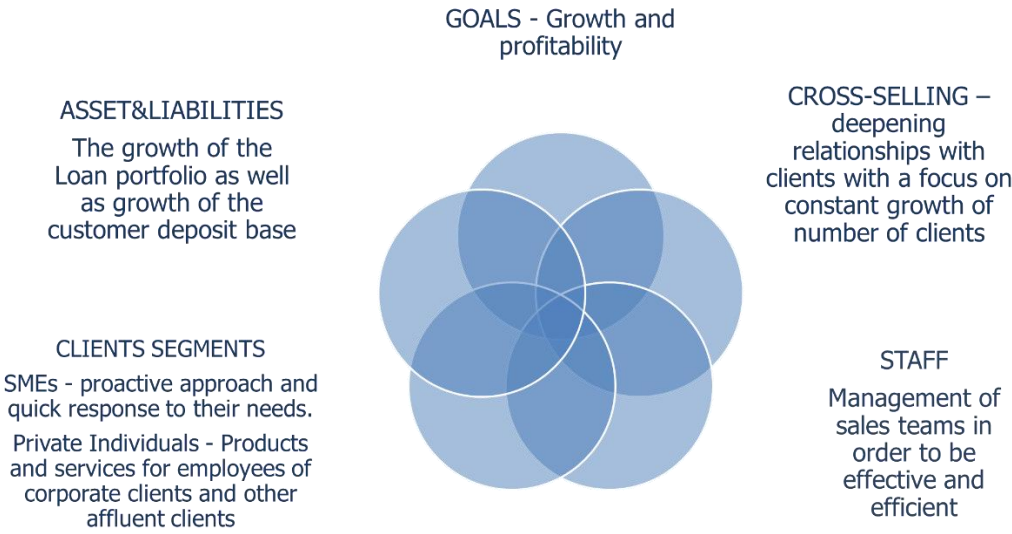 GOALS - Growth and
profitability
ASSET&LIABILITIES
The growth of the
Loan portfolio as well
as growth of the
customer deposit base
CROSS-SELLING –
deepening
relationships with
clients with a focus on
constant growth of
number of clients
CLIENTS SEGMENTS
SMEs - proactive approach and
quick response to their needs.
Private Individuals - Products
and services for employees of
corporate clients and other
affluent clients
STAFF
Management of
sales teams in
order to be
effective and
efficient